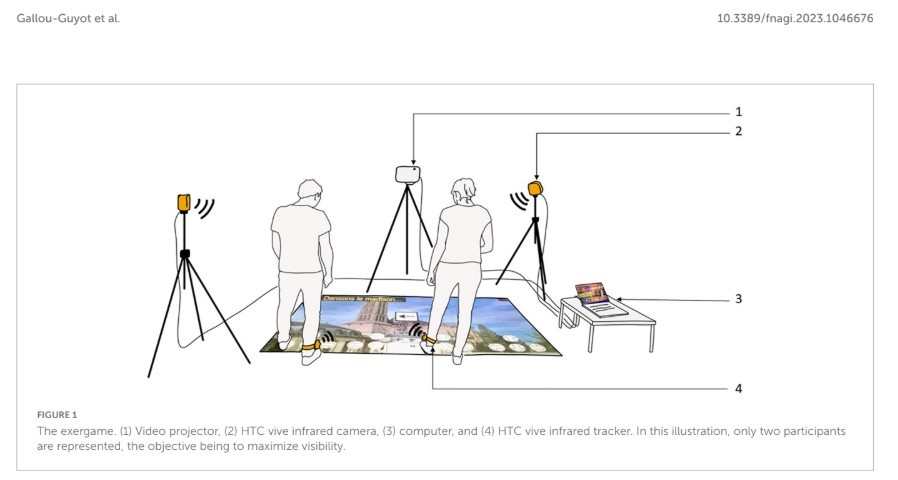 Gallou-Guyot et al.
10.3389/fnagi.2023.1046676
1
2
Dansons le madison...
3
4
FIGURE 1
The exergame. (1) Video projector, (2) HTC vive infrared camera, (3) computer, and (4) HTC vive infrared tracker. In this illustration, only two participants
are represented, the objective being to maximize visibility.